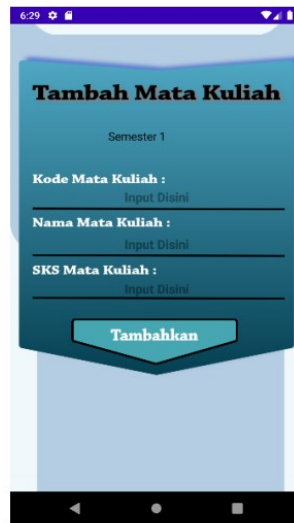 6:29
Tambah Mata Kuliah
Semester 1
Kode Mata Kuliah :
Input Disini
Nama Mata Kuliah :
Input Disini
SKS Mata Kuliah :
Input Disini
Tambahkan